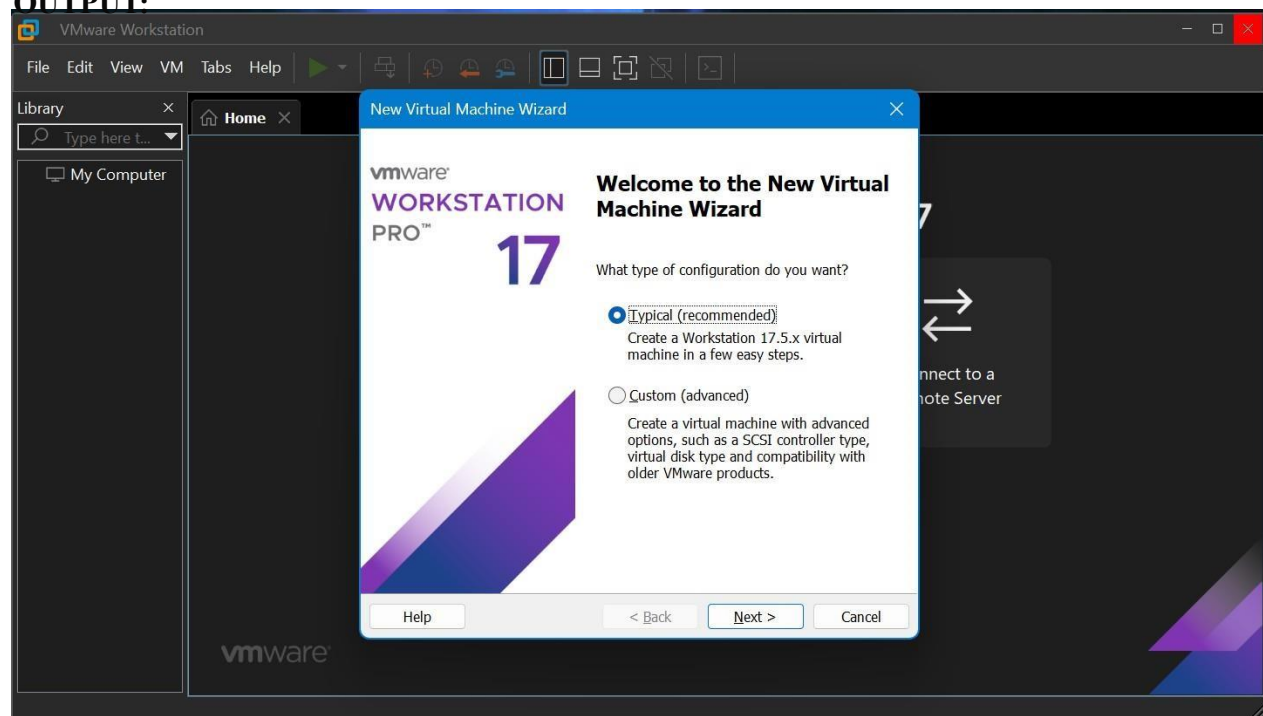 OUTPUT:
VMware Workstation
File Edit View VM Tabs Help
Library
Type here t...
My Computer
Home
New Virtual Machine Wizard
vmware®
WORKSTATION
PRO™
17
Welcome to the New Virtual
Machine Wizard
What type of configuration do you want?
Typical (recommended)
Create a Workstation 17.5.x virtual
machine in a few easy steps.
Custom (advanced)
Create a virtual machine with advanced
options, such as a SCSI controller type,
virtual disk type and compatibility with
older VMware products.
Help < Back Next > Cancel
7
nnect to a
ote Server
vmware®